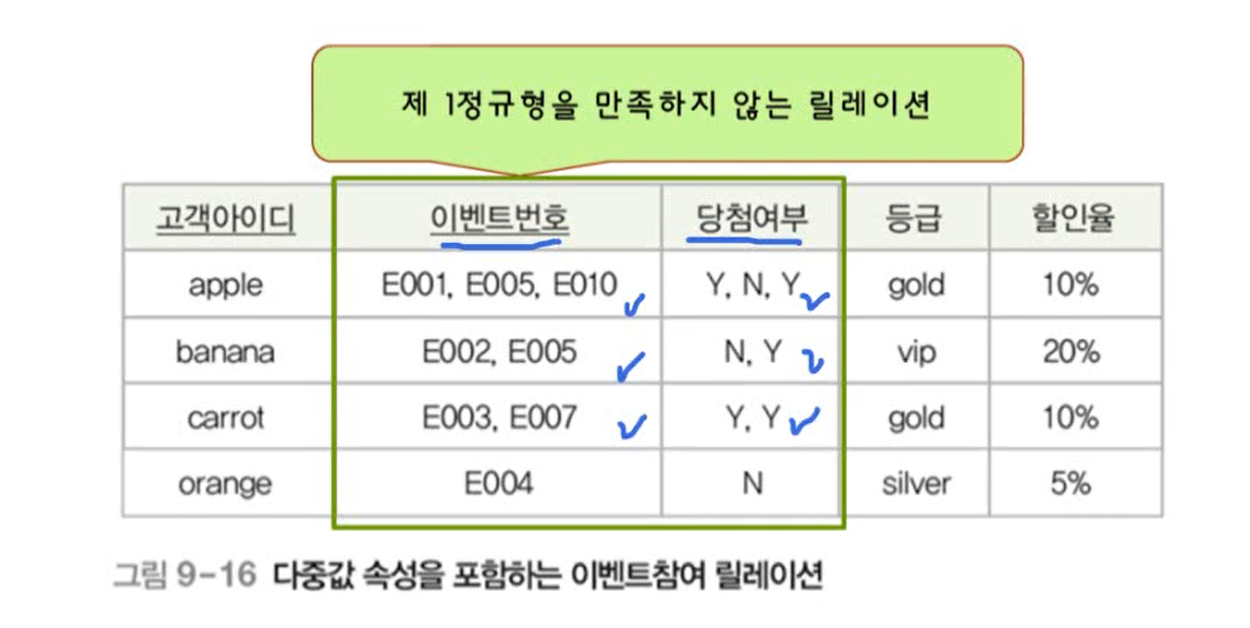 제 1정규형을 만족하지 않는 릴레이션
고객아이디 이벤트번호 당첨여부 등급 할인율
apple E001, E005, E010 Y, N, Y gold 10%
banana E002, E005 N, Y vip 20%
carrot E003, E007 Y, Y gold 10%
orange E004 N silver 5%
그림 9-16 다중값 속성을 포함하는 이벤트참여 릴레이션